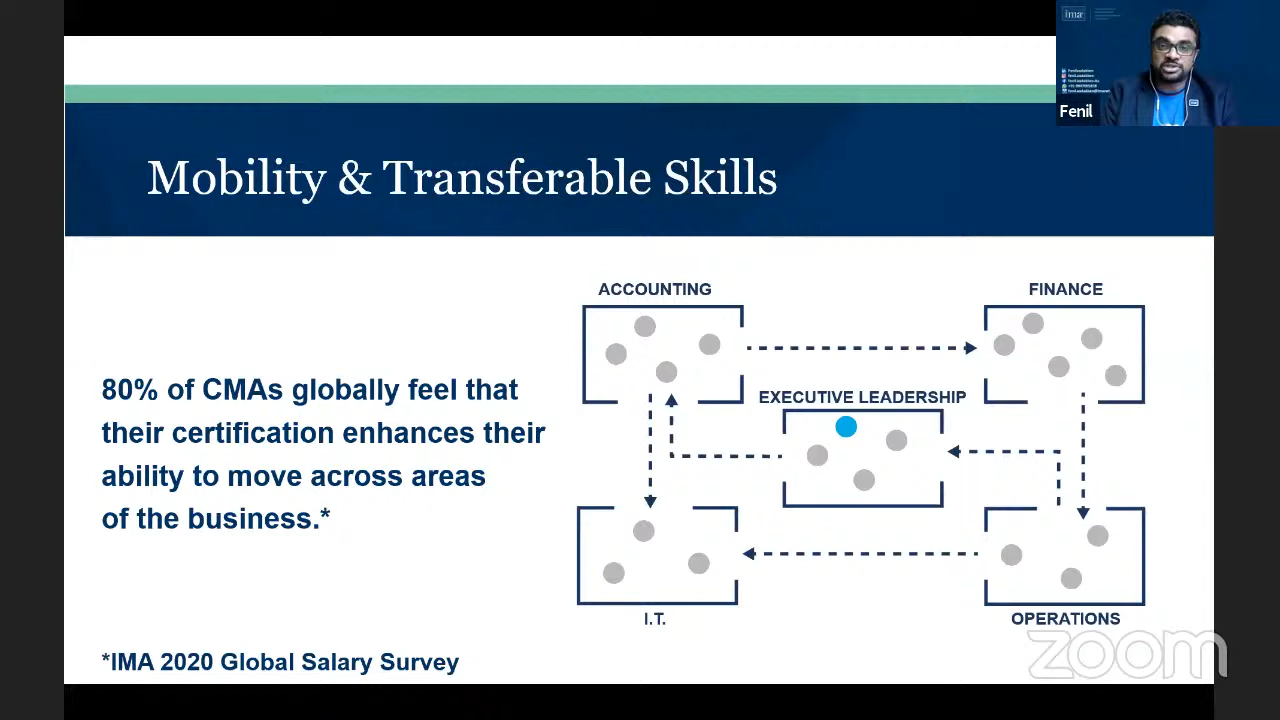 ima
Fenil
Mobility & Transferable Skills
80% of CMAs globally feel that
their certification enhances their
ability to move across areas
of the business.*
ACCOUNTING
FINANCE
EXECUTIVE LEADERSHIP
I.T.
OPERATIONS
*IMA 2020 Global Salary Survey
zoom